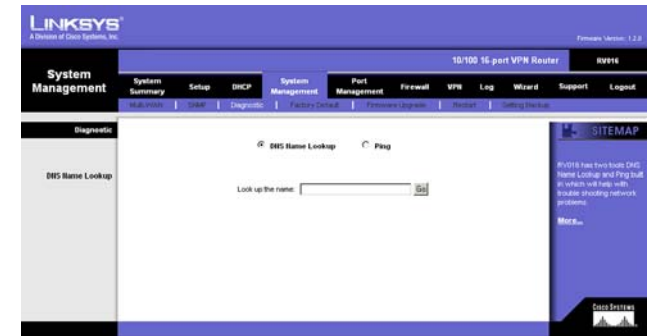 LINKSYS®
A Division of Cisco Systems, Inc.
Firmware Version: 1.2.0
10/100 16-port VPN Router
RV016
System Management
System Summary
Setup
DHCP
System Management
Port Management
Firewall
VPN
Log
Wizard
Support
Logout
Multi-WAN | SNMP | Diagnostic | Factory Default | Firmware Upgrade | Restart | Setting Backup
Diagnostic
DNS Name Lookup
Ping
DNS Name Lookup
Look up the name:
Go
SITEMAP
RV016 has two tools DNS
Name Lookup and Ping built
in which will help with
trouble shooting network
problems.
More...
CISCO SYSTEMS